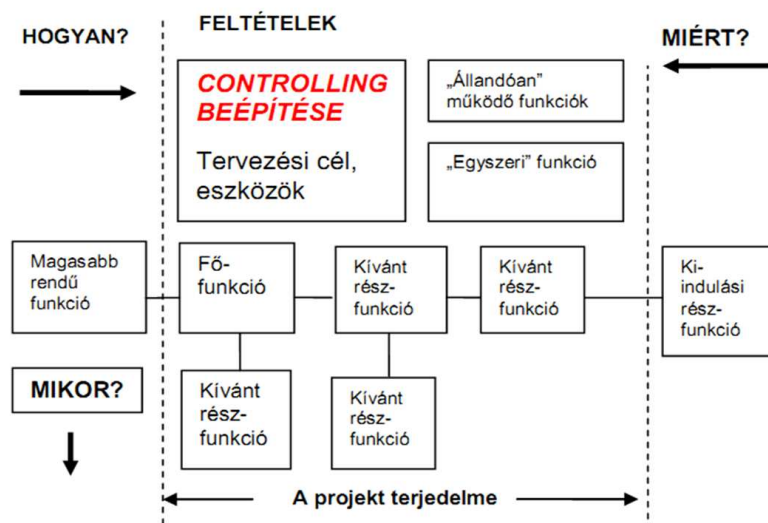 HOGYAN?
FELTÉTELEK
MIÉRT?
CONTROLLING
BEÉPÍTÉSE
Tervezési cél,
eszközök
„Állandóan”
működő funkciók
„Egyszeri” funkció
Magasabb
rendű
funkció
Fő-
funkció
Kívánt
rész-
funkció
Kívánt
rész-
funkció
Ki-
indulási
rész-
funkció
MIKOR?
Kívánt
rész-
funkció
Kívánt
rész-
funkció
A projekt terjedelme